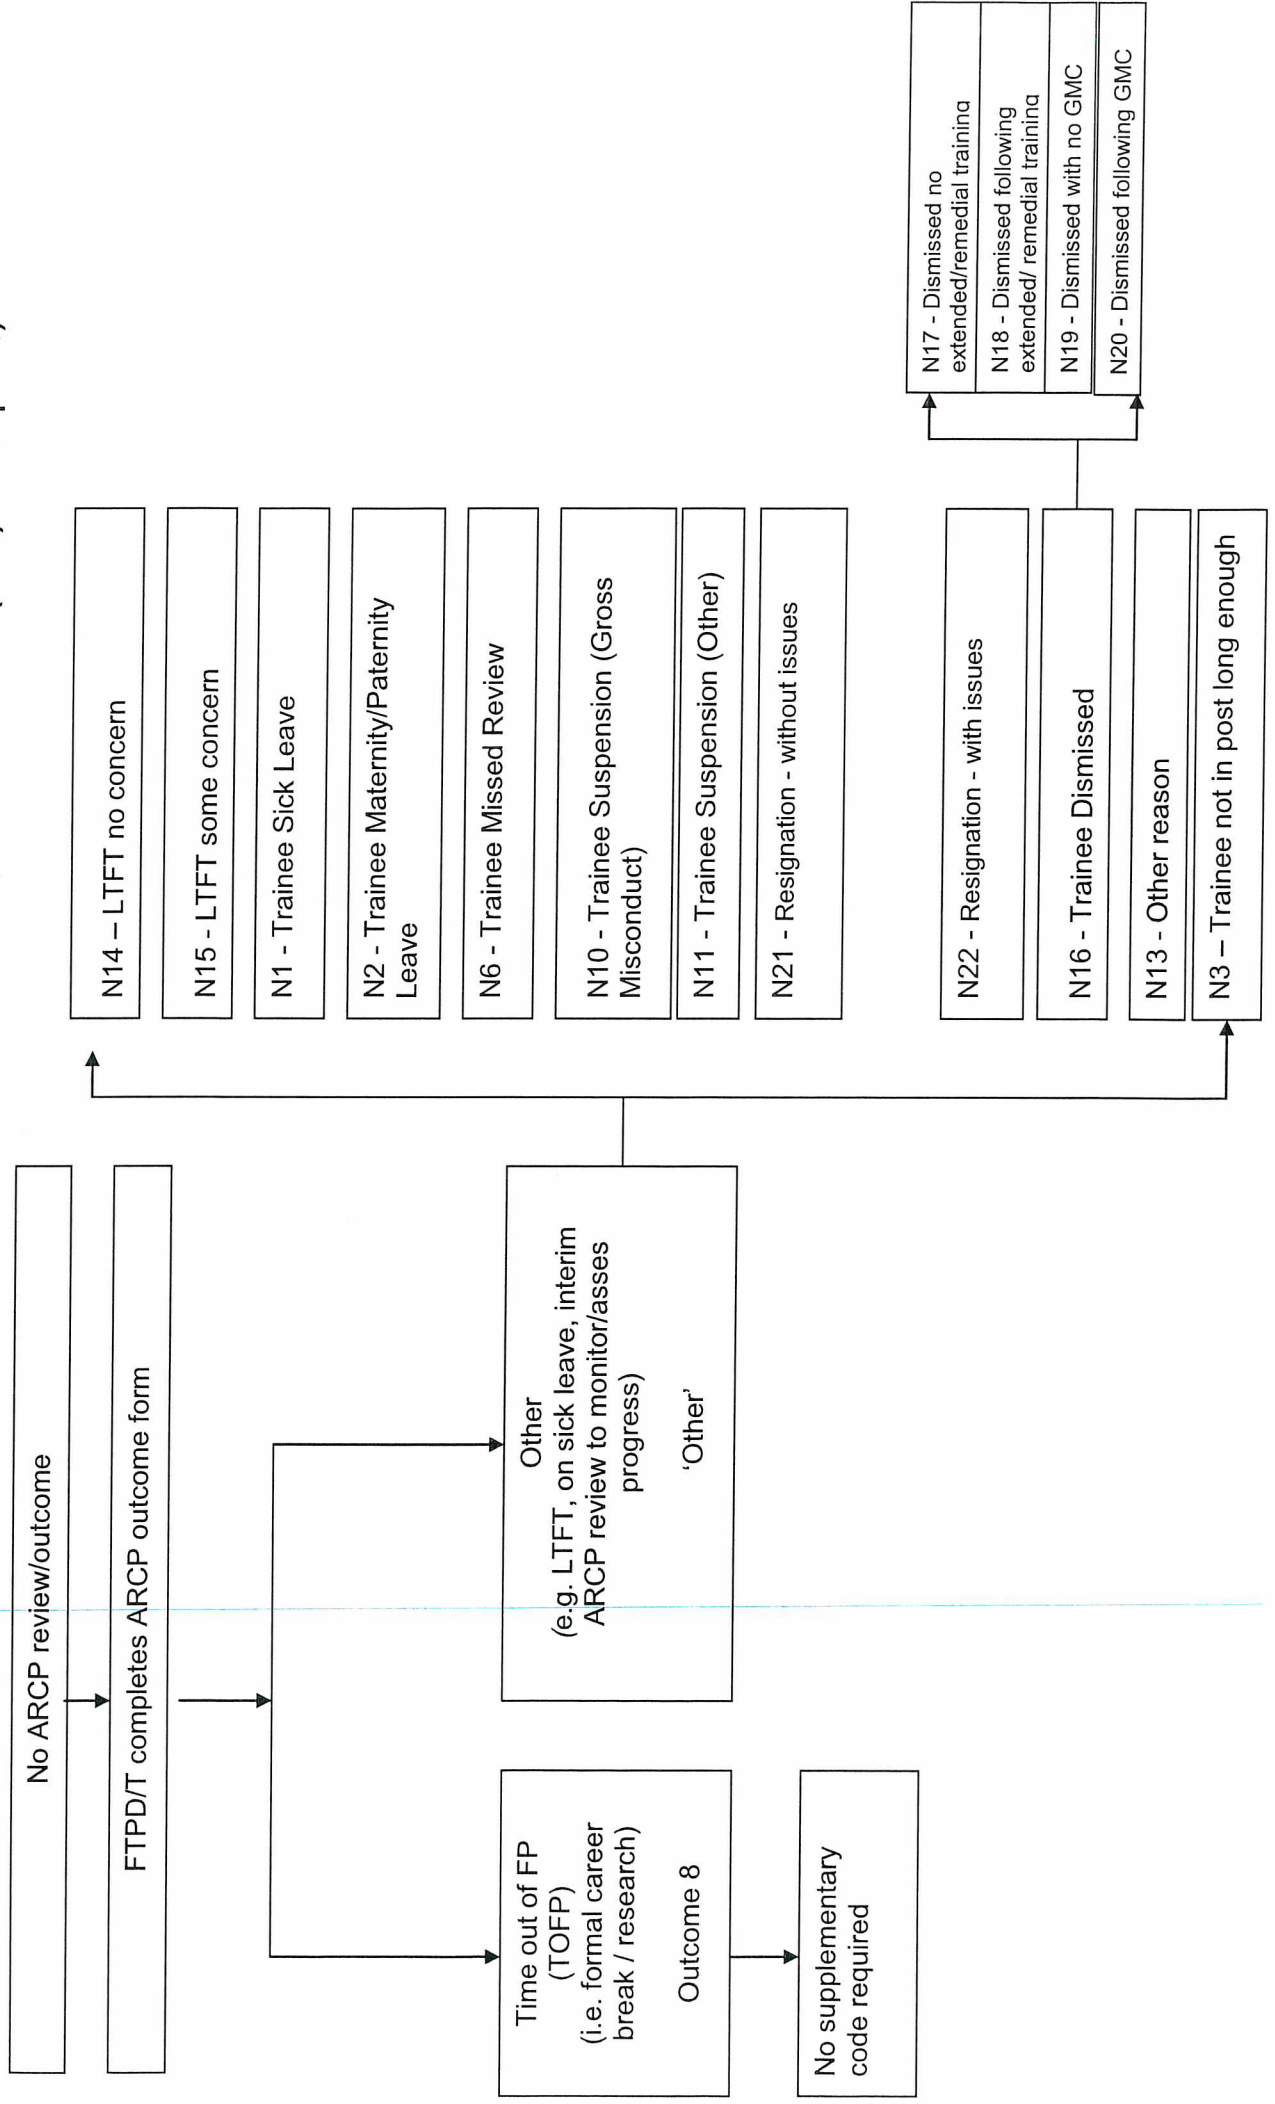 No ARCP review/outcome
FTPD/T completes ARCP outcome form
Time out of FP
(TOFP)
(i.e. formal career
break / research)
Outcome 8
No supplementary
code required
Other
(e.g. LTFT, on sick leave, interim
ARCP review to monitor/asses
progress)
‘Other’
N14 – LTFT no concern
N15 - LTFT some concern
N1 - Trainee Sick Leave
N2 - Trainee Maternity/Paternity
Leave
N6 - Trainee Missed Review
N10 - Trainee Suspension (Gross
Misconduct)
N11 - Trainee Suspension (Other)
N21 - Resignation - without issues
N22 - Resignation - with issues
N16 - Trainee Dismissed
N13 - Other reason
N3 – Trainee not in post long enough
N17 - Dismissed no
extended/remedial training
N18 - Dismissed following
extended/ remedial training
N19 - Dismissed with no GMC
N20 - Dismissed following GMC